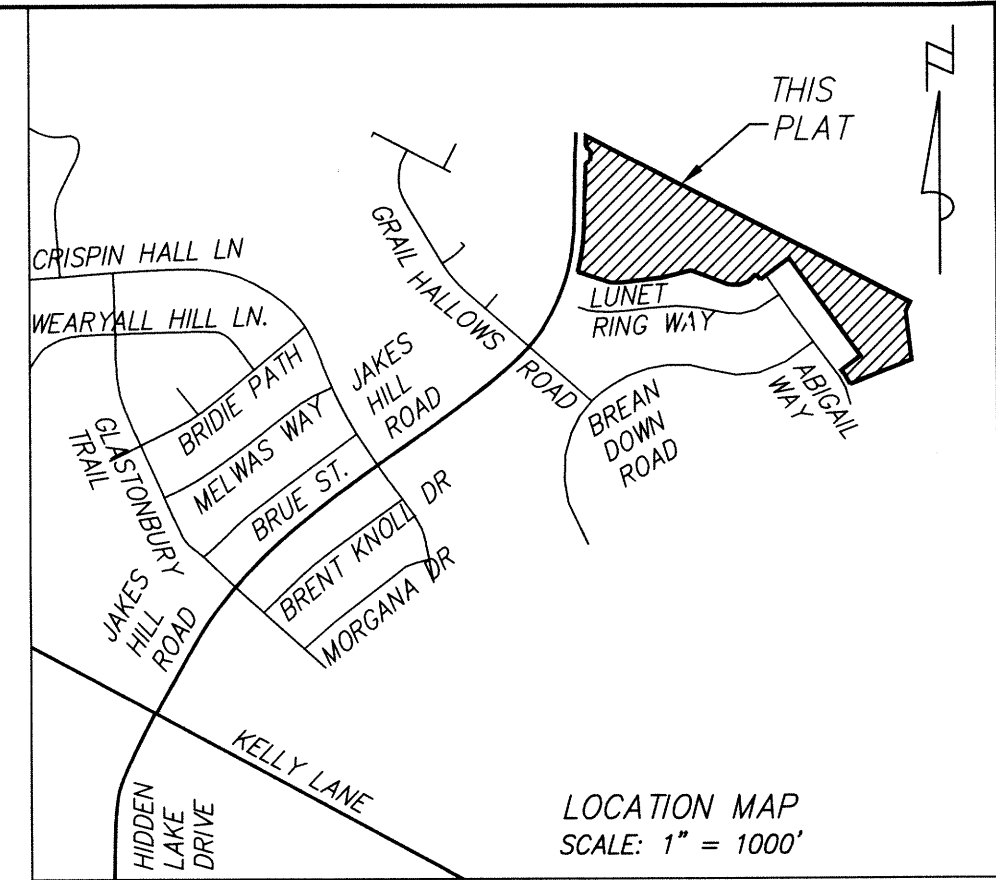 THIS
PLAT
N
CRISPIN HALL LN
WEARYALL HILL LN.
GRAIL HALLOWS
ROAD
LUNET
RING WAY
JAKES
HILL
ROAD
BRIDIE PATH
MELWAS WAY
BRUE ST.
GLASTONBURY
TRAIL
BREAN
DOWN
ROAD
ABIGAIL
WAY
BRENT KNOLL DR
MORGANA DR
JAKES
HILL
ROAD
KELLY LANE
HIDDEN
LAKE
DRIVE
LOCATION MAP
SCALE: 1" = 1000'